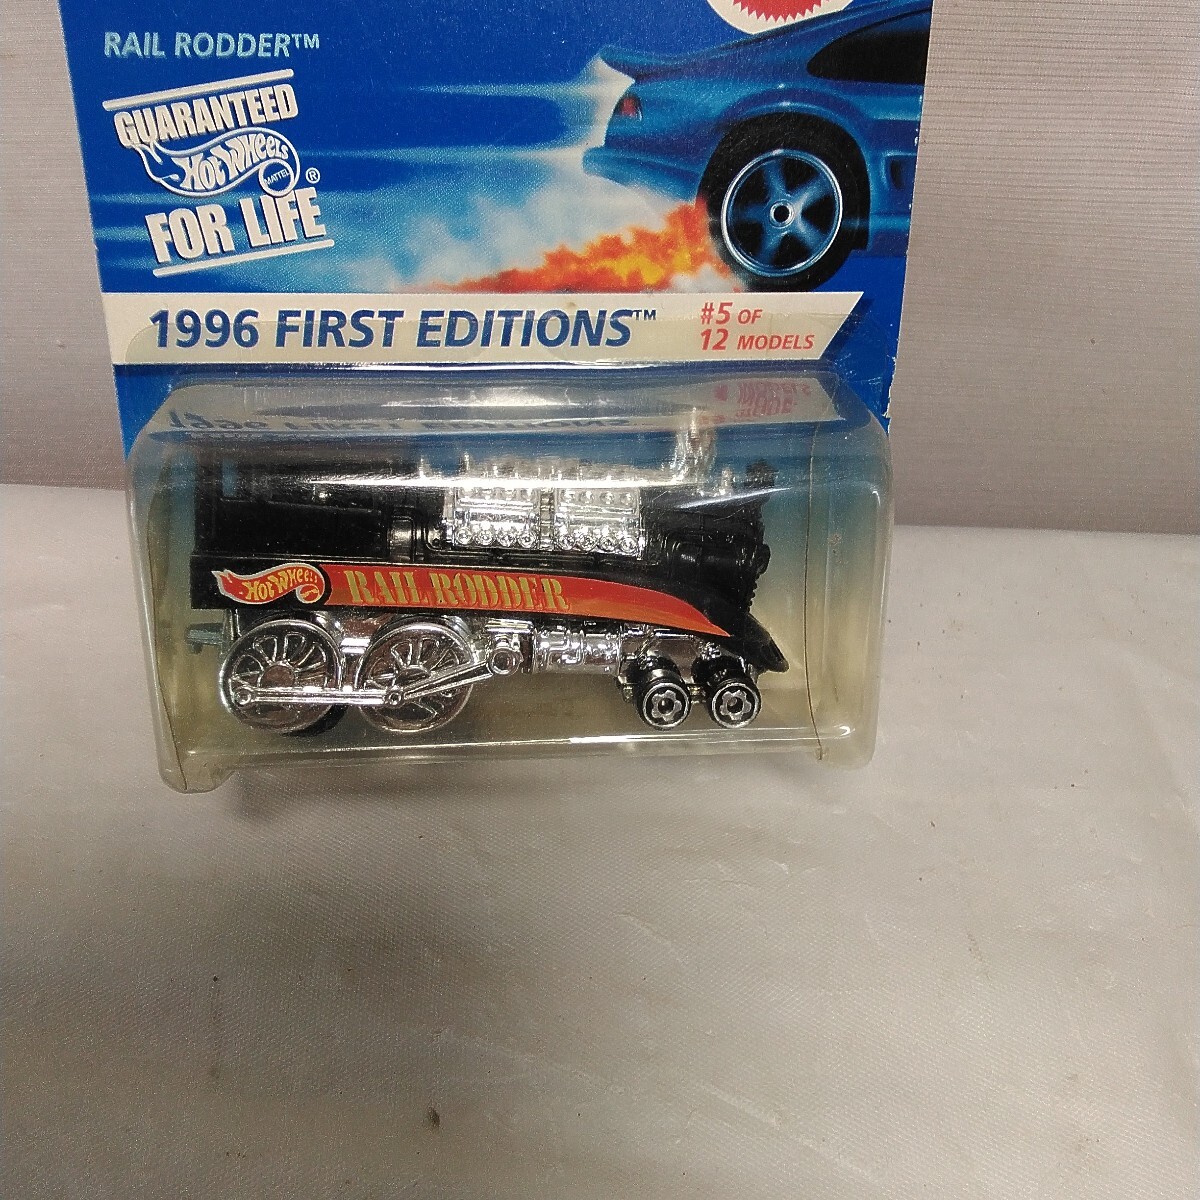 RAIL RODDER™
GUARANTEED
HOT WHEELS
MATTEL ®
FOR LIFE
1996 FIRST EDITIONS™
#5 OF
12 MODELS
HOT WHEELS RAIL RODDER